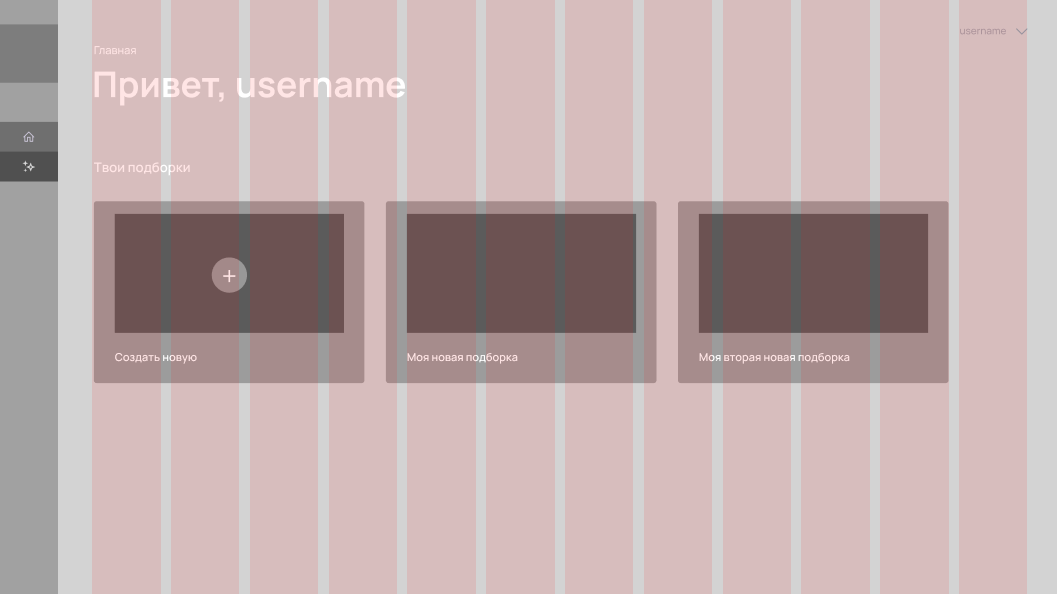 username
Главная
Привет, username
Твои подборки
Создать новую
Моя новая подборка
Моя вторая новая подборка